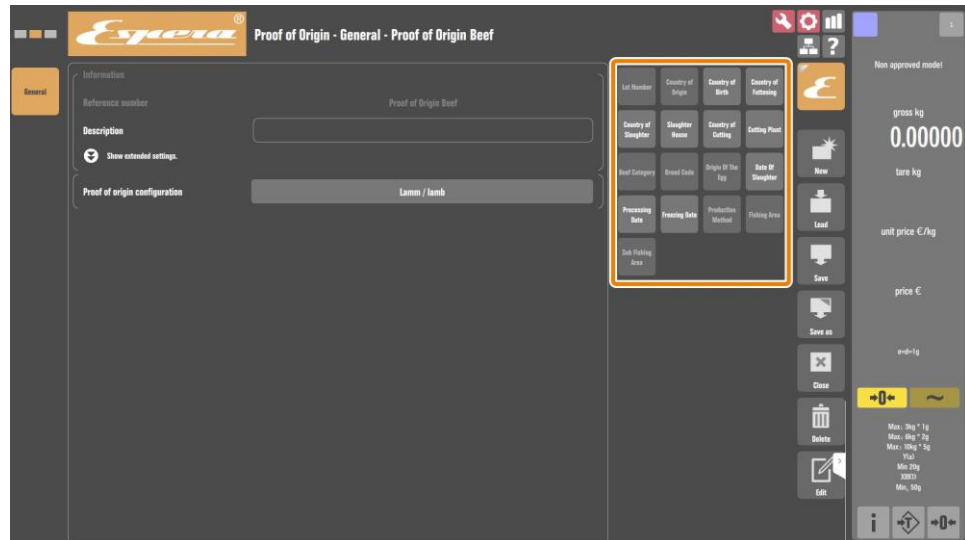 Espera®
Proof of Origin - General - Proof of Origin Beef
?
1
General
Information
Reference number
Proof of Origin Beef
Description
Show extended settings.
Proof of origin configuration
Lamm / lamb
Lot Number
Country of
Origin
Country of
Birth
Country of
Fattening
Country of
Slaughter
Slaughter
House
Country of
Cutting
Cutting Plant
Beef Category
Breed Code
Origin Of The
Egg
Date Of
Slaughter
Processing
Date
Freezing Date
Production
Method
Fishing Area
Sub Fishing
Area
E
New
Load
Save
Save as
Close
Delete
Edit
Non approved mode!
gross kg
0.00000
tare kg
unit price €/kg
price €
e=d=1g
→0←
~
Max: 3kg * 1g
Max: 6kg * 2g
Max: 10kg * 5g
Y(a)
Min 20g
Min, 50g
i
→T
→0←